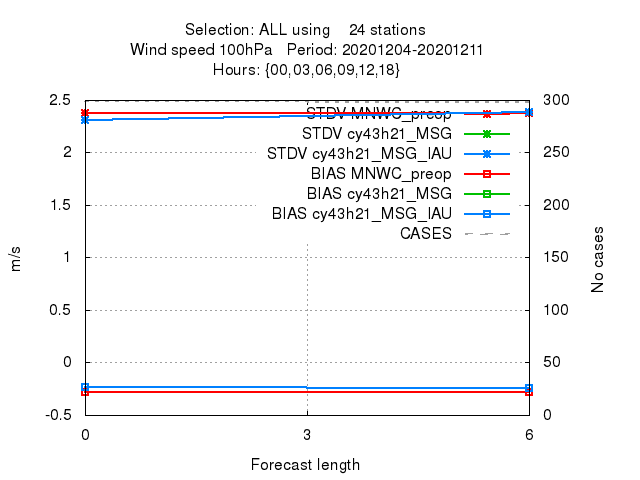 Selection: ALL using 24 stations
Wind speed 100hPa Period: 20201204-20201211
Hours: {00,03,06,09,12,18}
2.5
300
STDV MNWC_preop
STDV cy43h21_MSG
2
250
STDV cy43h21_MSG_IAU
BIAS MNWC_preop
BIAS cy43h21_MSG
1.5
200
BIAS cy43h21_MSG_IAU
CASES
1
150
m/s
No cases
0.5
100
0
50
-0.5
0
0
3
6
Forecast length